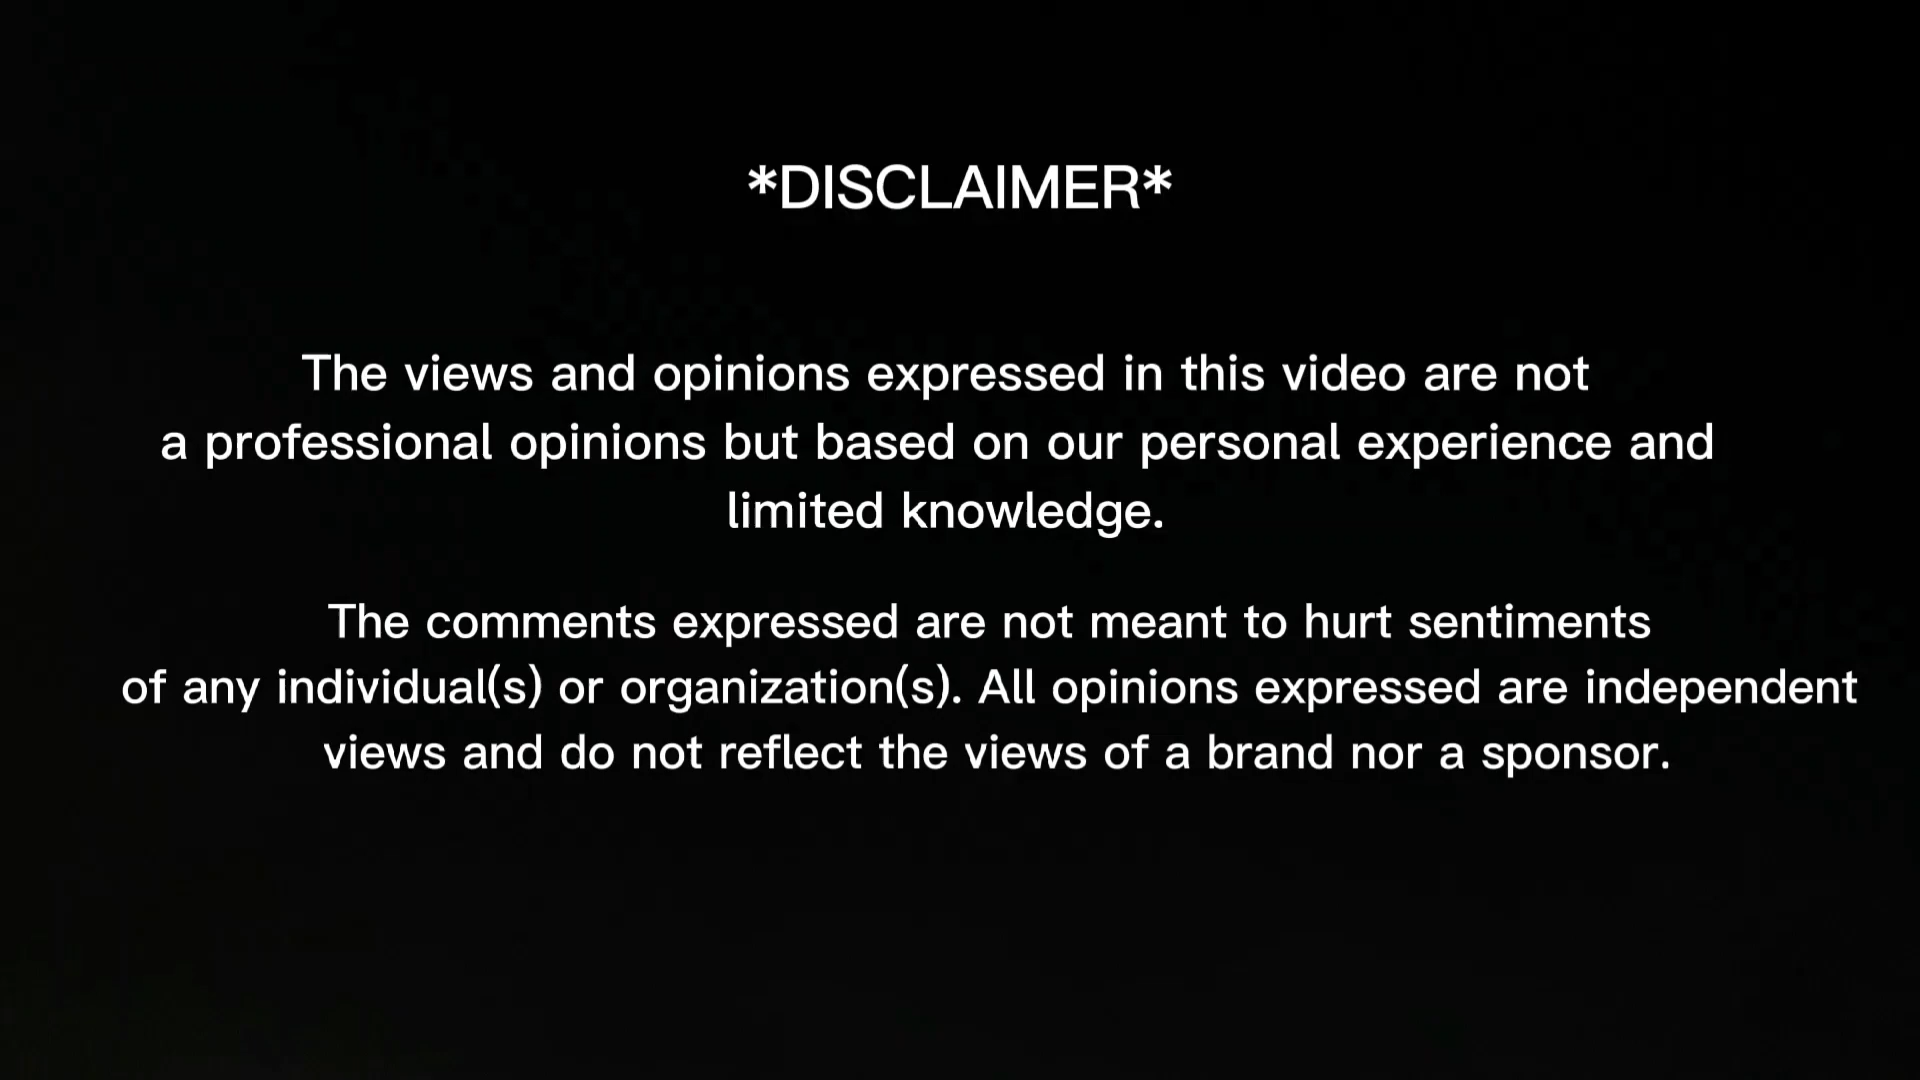 *DISCLAIMER*
The views and opinions expressed in this video are not
a professional opinions but based on our personal experience and
limited knowledge.
The comments expressed are not meant to hurt sentiments
of any individual(s) or organization(s). All opinions expressed are independent
views and do not reflect the views of a brand nor a sponsor.